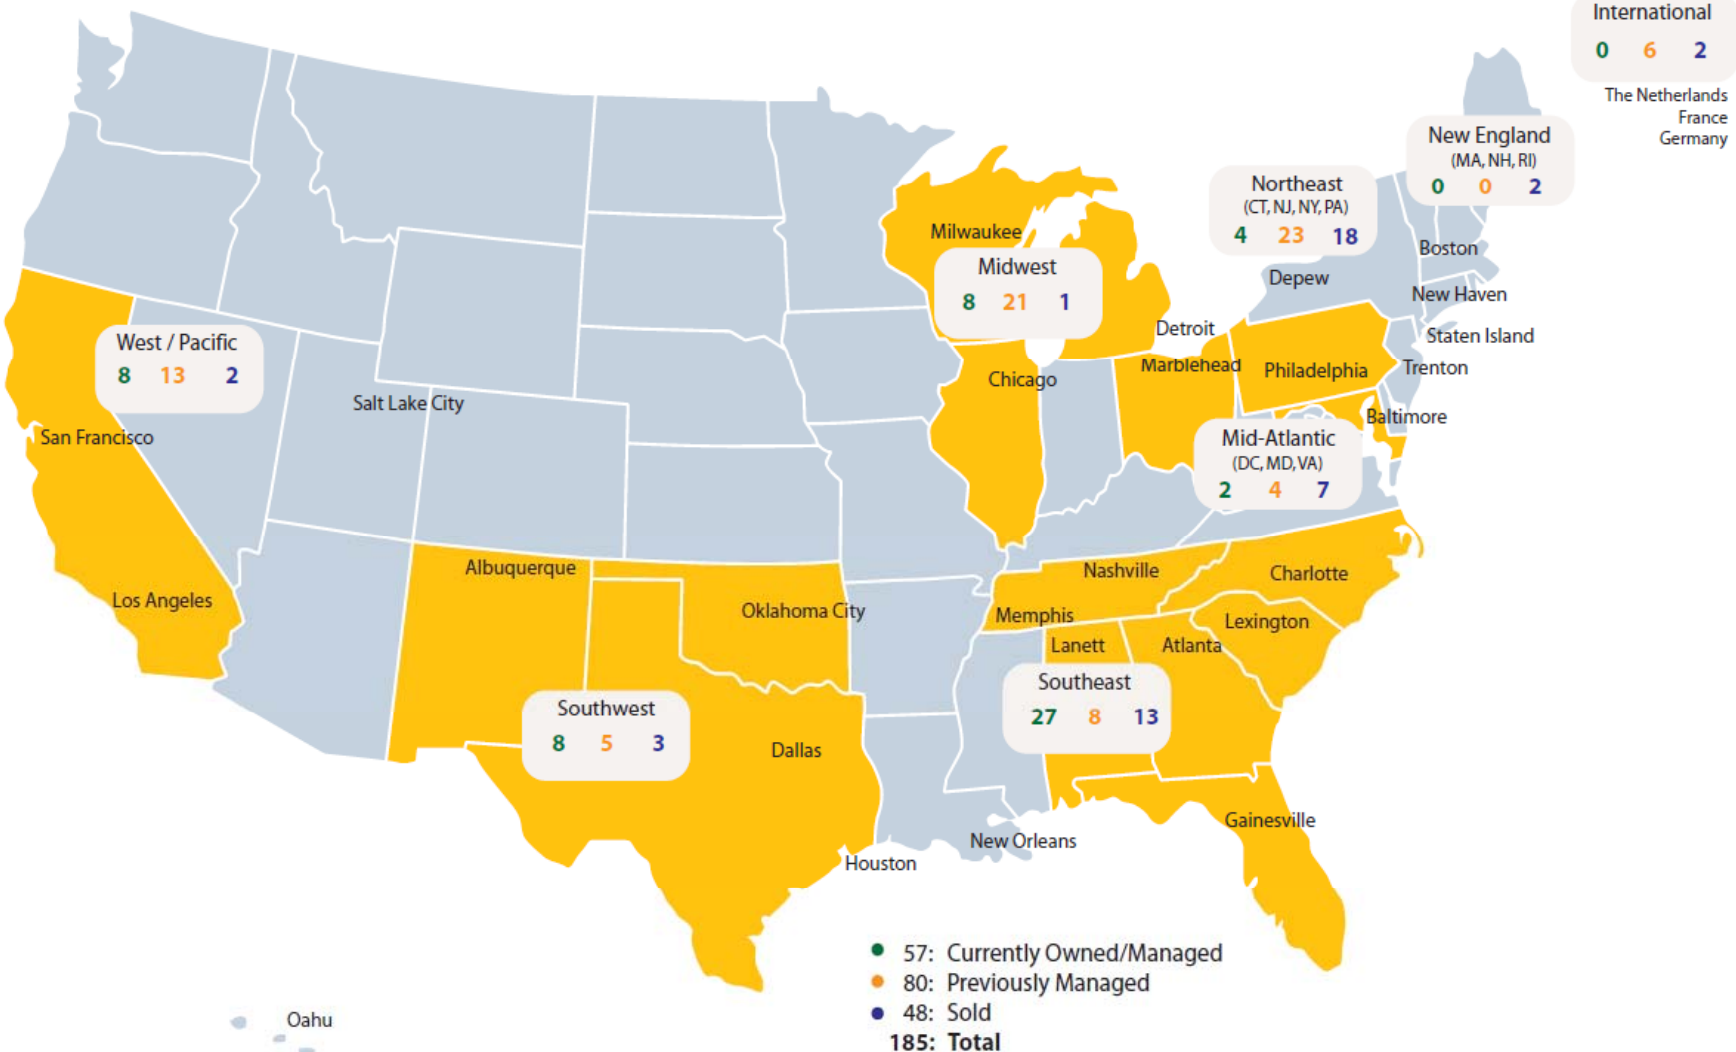 International
0 6 2
The Netherlands
France
Germany
New England
(MA, NH, RI)
0 0 2
Northeast
(CT, NJ, NY, PA)
4 23 18
Boston
Depew
New Haven
Staten Island
Trenton
Milwaukee
Midwest
8 21 1
Detroit
Marblehead
Philadelphia
Chicago
Baltimore
Mid-Atlantic
(DC, MD, VA)
2 4 7
West / Pacific
8 13 2
Salt Lake City
San Francisco
Los Angeles
Albuquerque
Oklahoma City
Nashville
Charlotte
Memphis
Lexington
Lanett
Atlanta
Southeast
27 8 13
Southwest
8 5 3
Dallas
Gainesville
New Orleans
Houston
57: Currently Owned/Managed
80: Previously Managed
48: Sold
185: Total
Oahu